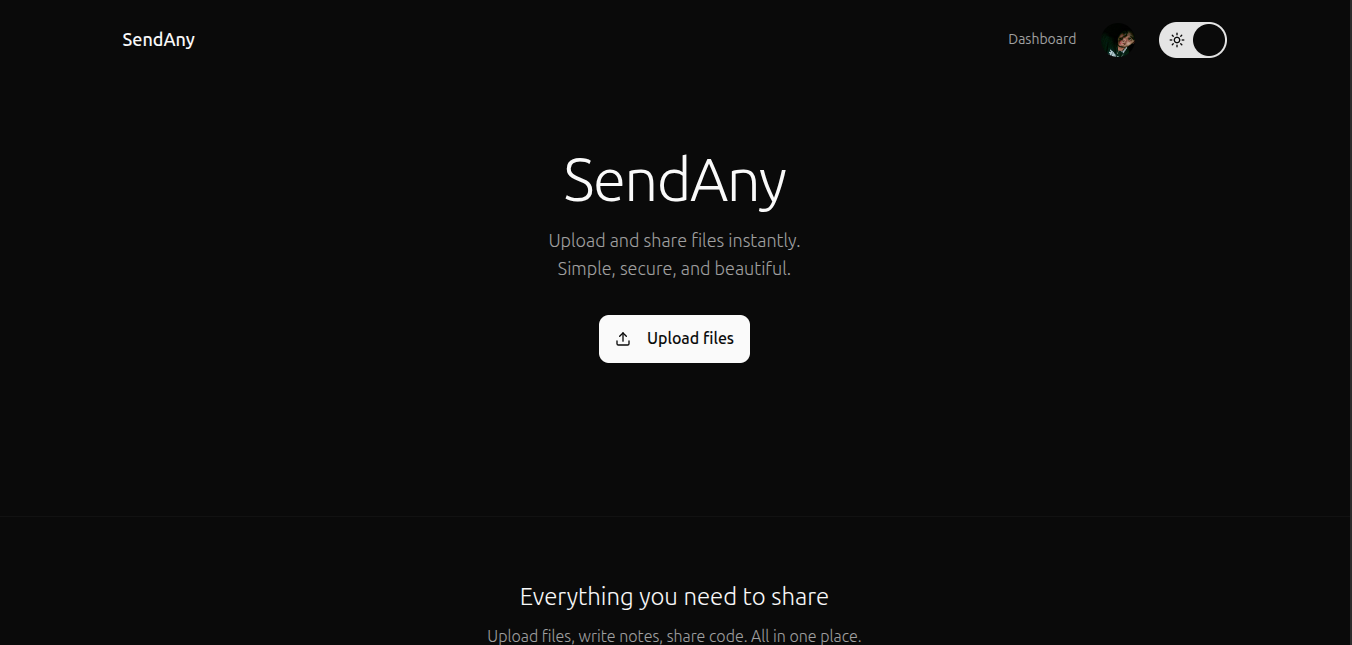 SendAny
Dashboard
SendAny
Upload and share files instantly.
Simple, secure, and beautiful.
Upload files
Everything you need to share
Upload files, write notes, share code. All in one place.